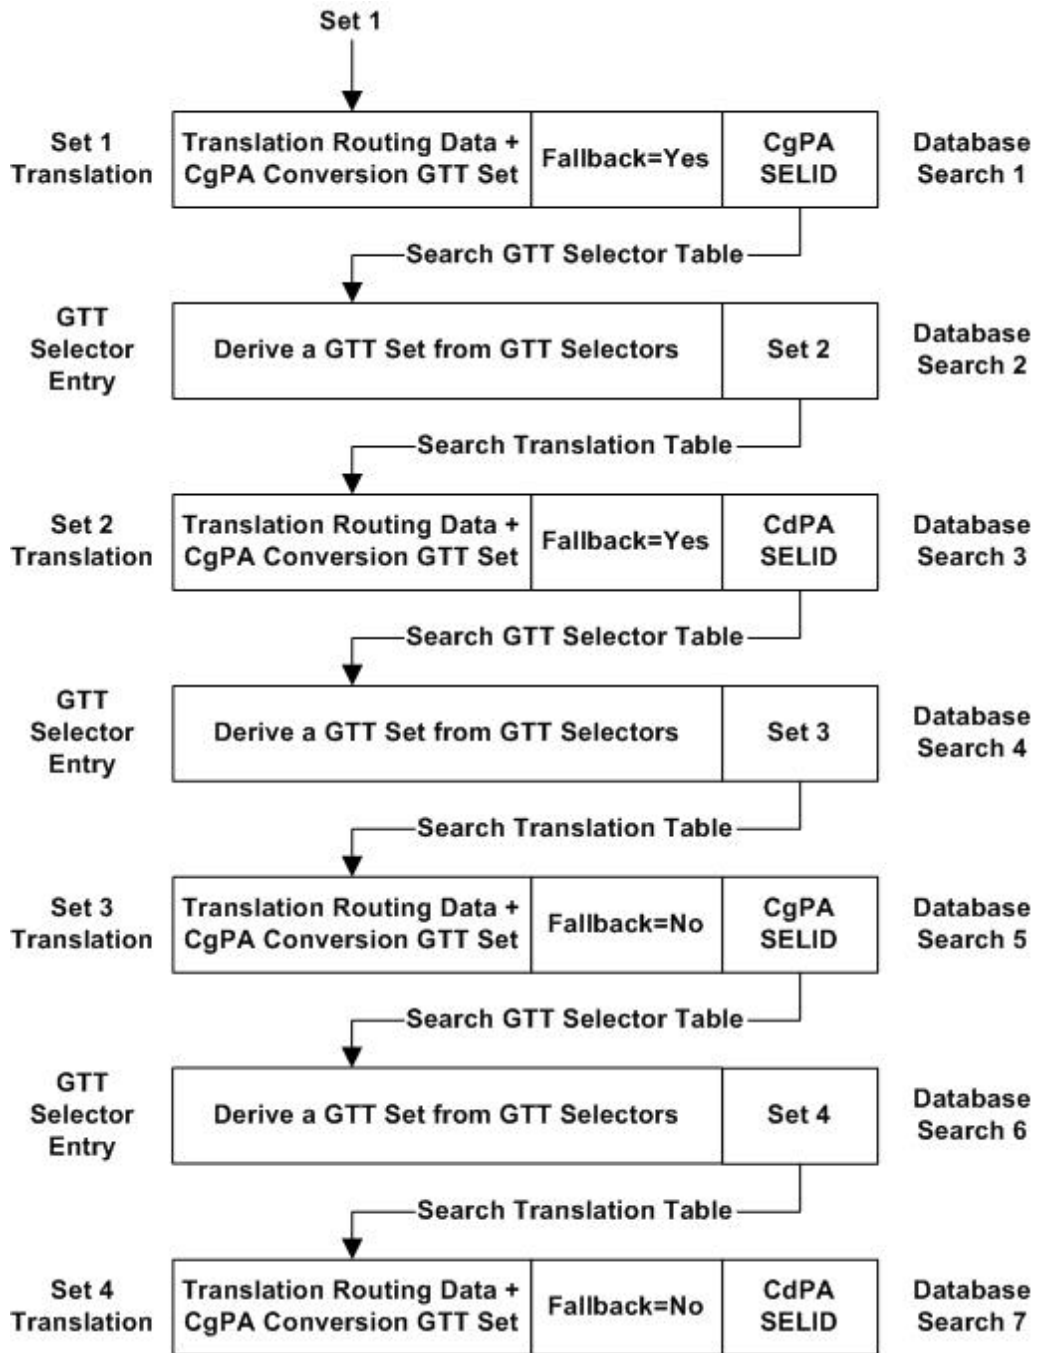 Set 1
Set 1
Translation
Translation Routing Data +
CgPA Conversion GTT Set
Fallback=Yes
CgPA
SELID
Database
Search 1
Search GTT Selector Table
GTT
Selector
Entry
Derive a GTT Set from GTT Selectors
Set 2
Database
Search 2
Search Translation Table
Set 2
Translation
Translation Routing Data +
CgPA Conversion GTT Set
Fallback=Yes
CdPA
SELID
Database
Search 3
Search GTT Selector Table
GTT
Selector
Entry
Derive a GTT Set from GTT Selectors
Set 3
Database
Search 4
Search Translation Table
Set 3
Translation
Translation Routing Data +
CgPA Conversion GTT Set
Fallback=No
CgPA
SELID
Database
Search 5
Search GTT Selector Table
GTT
Selector
Entry
Derive a GTT Set from GTT Selectors
Set 4
Database
Search 6
Search Translation Table
Set 4
Translation
Translation Routing Data +
CgPA Conversion GTT Set
Fallback=No
CdPA
SELID
Database
Search 7